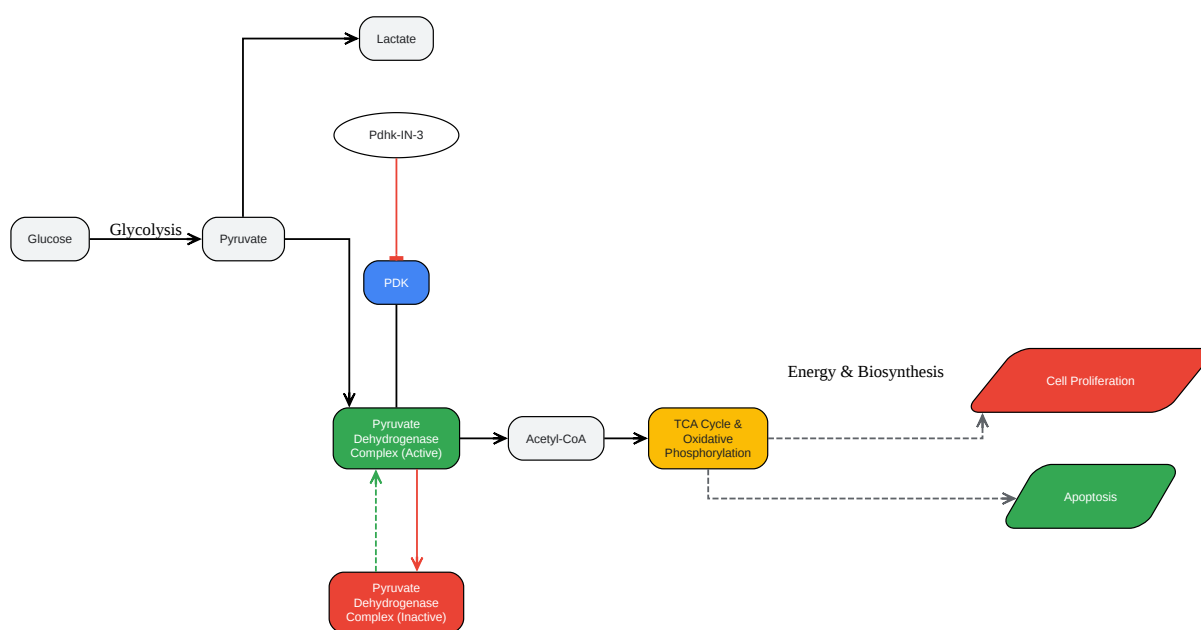 Lactate
Pdhk-IN-3
Glucose
Glycolysis
Pyruvate
PDK
Energy & Biosynthesis
Cell Proliferation
Pyruvate
Dehydrogenase
Complex (Active)
Acetyl-CoA
TCA Cycle &
Oxidative
Phosphorylation
Apoptosis
Pyruvate
Dehydrogenase
Complex (Inactive)